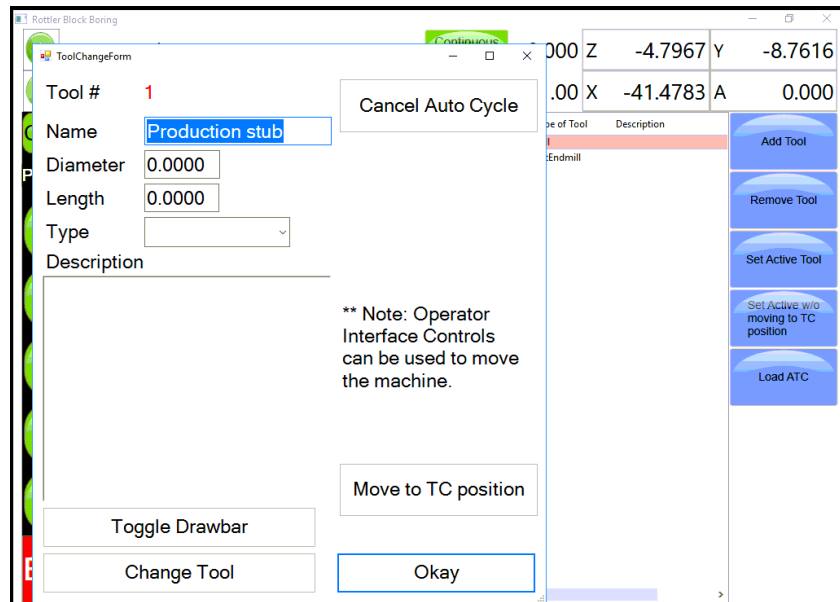 Rottler Block Boring
ToolChangeForm
Continuous
.000 Z -4.7967 Y -8.7616
.00 X -41.4783 A 0.000
Tool # 1
Cancel Auto Cycle
Name Production stub
Diameter 0.0000
Length 0.0000
Type
Description
** Note: Operator
Interface Controls
can be used to move
the machine.
Move to TC position
Toggle Drawbar
Change Tool
Okay
pe of Tool Description
Endmill
Add Tool
Remove Tool
Set Active Tool
Set Active w/o
moving to TC
position
Load ATC